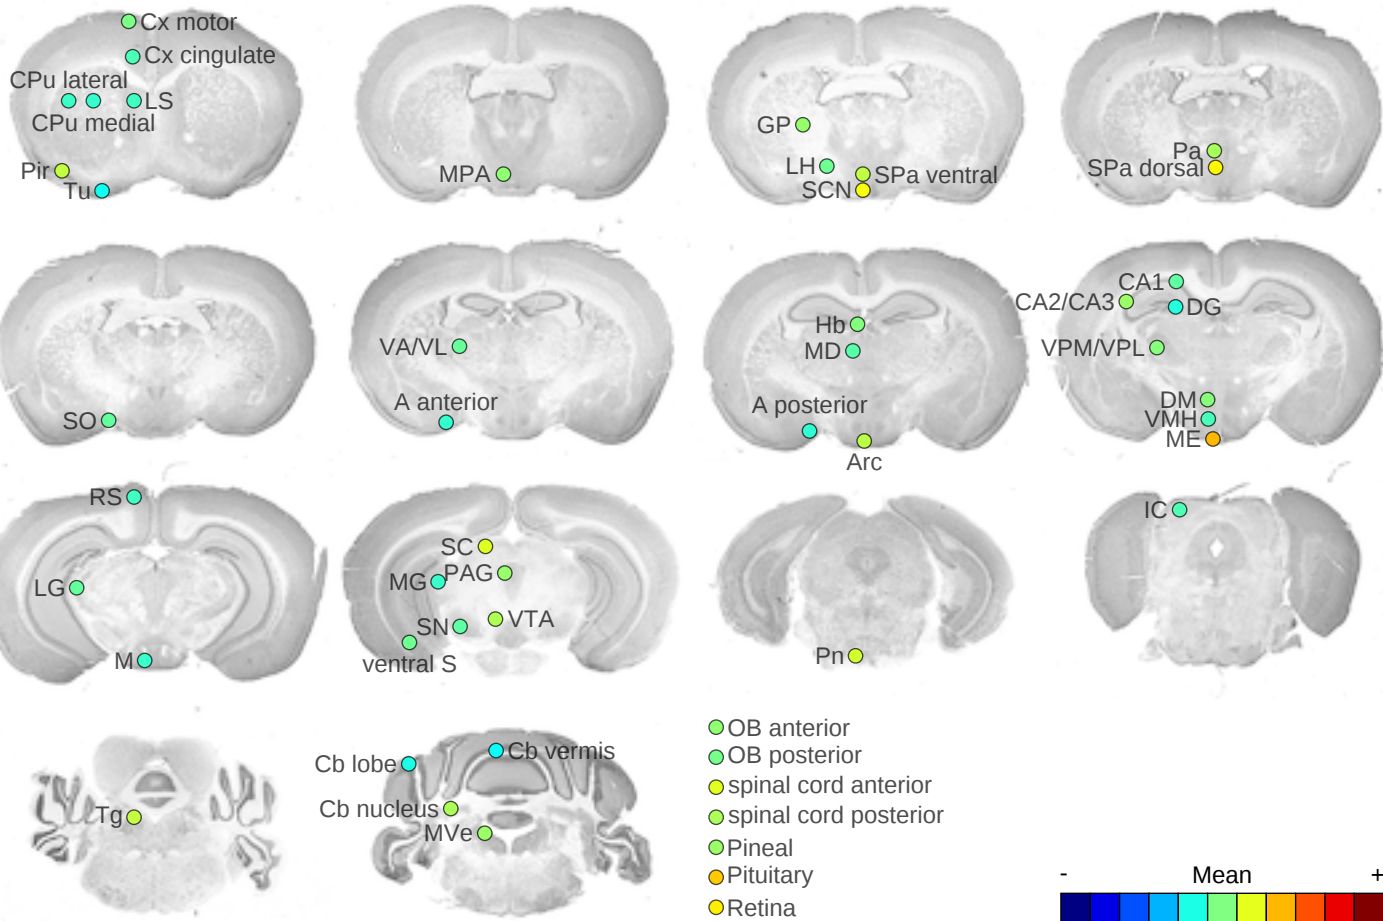 Cx motor
Cx cingulate
CPu lateral
LS
CPu medial
Pir
Tu
MPA
GP
LH
SPa ventral
SCN
Pa
SPa dorsal
SO
VA/VL
A anterior
Hb
MD
A posterior
Arc
CA1
CA2/CA3
DG
VPM/VPL
DM
VMH
ME
RS
LG
M
SC
PAG
MG
VTA
SN
ventral S
Pn
IC
Tg
Cb vermis
Cb lobe
Cb nucleus
MVe
OB anterior
OB posterior
spinal cord anterior
spinal cord posterior
Pineal
Pituitary
Retina
- Mean +